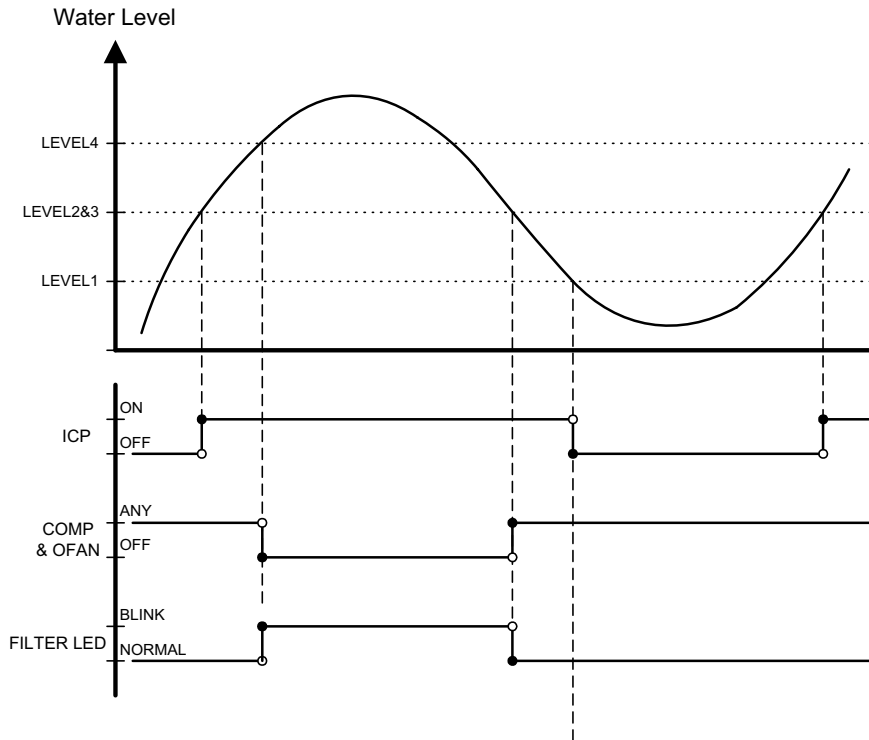 Water Level
LEVEL4
LEVEL2&3
LEVEL1
ON
ICP
OFF
ANY
COMP
& OFAN
OFF
BLINK
FILTER LED
NORMAL